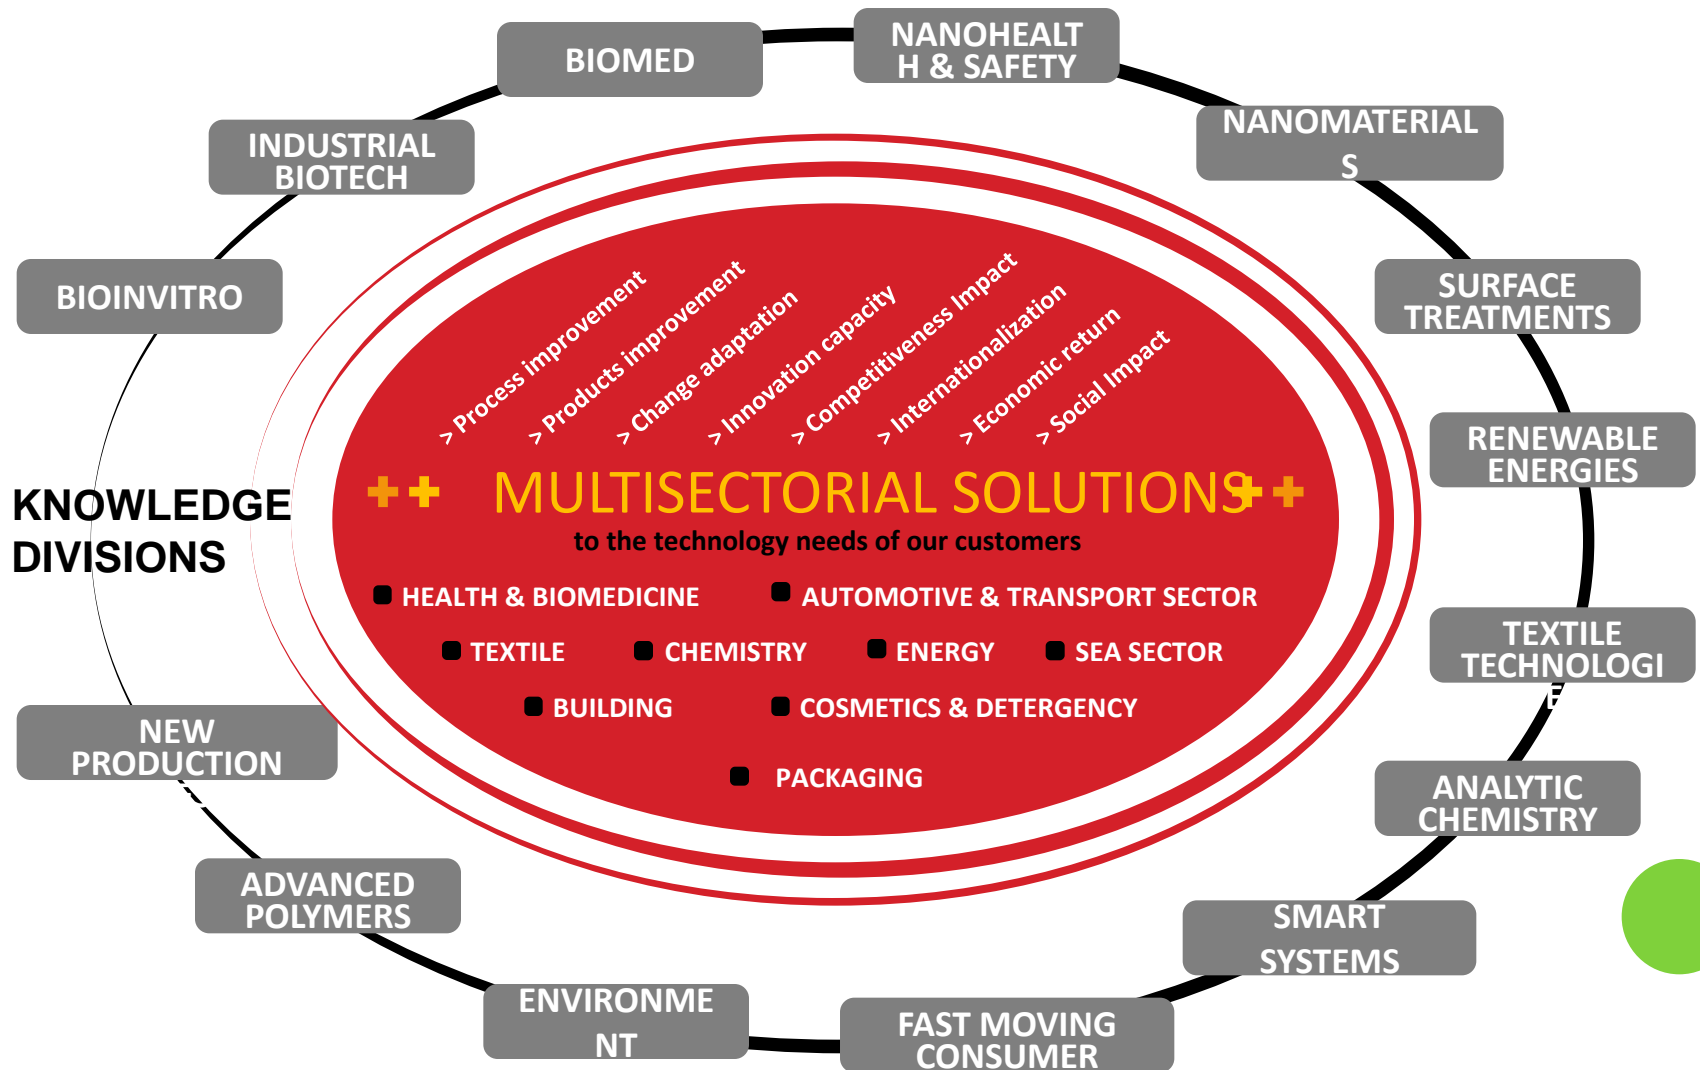 BIOMED
NANOHEALT
H & SAFETY
NANOMATERIAL
S
INDUSTRIAL
BIOTECH
BIOINVITRO
SURFACE
TREATMENTS
RENEWABLE
ENERGIES
KNOWLEDGE
DIVISIONS
> Process improvement
> Products improvement
> Change adaptation
> Innovation capacity
> Competitiveness Impact
> Internationalization
> Economic return
> Social Impact
MULTISECTORIAL SOLUTIONS
to the technology needs of our customers
HEALTH & BIOMEDICINE
AUTOMOTIVE & TRANSPORT SECTOR
TEXTILE
CHEMISTRY
ENERGY
SEA SECTOR
BUILDING
COSMETICS & DETERGENCY
PACKAGING
TEXTILE
TECHNOLOGI
E
NEW
PRODUCTION
ANALYTIC
CHEMISTRY
ADVANCED
POLYMERS
SMART
SYSTEMS
ENVIRONME
NT
FAST MOVING
CONSUMER